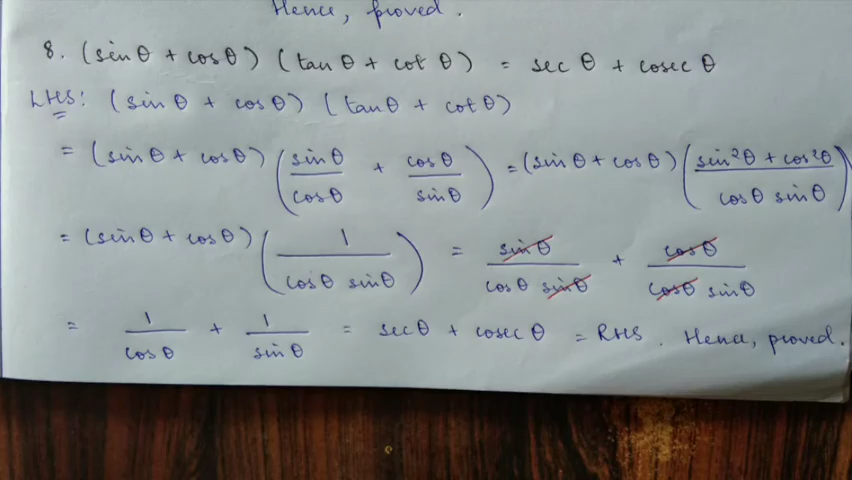 Hence, proved.
8. (sin θ + cos θ) (tan θ + cot θ) = sec θ + cosec θ
LHS: (sin θ + cos θ) (tan θ + cot θ)
= (sin θ + cos θ) (sin θ / cos θ + cos θ / sin θ) = (sin θ + cos θ) (sin²θ + cos²θ / cos θ sin θ)
= (sin θ + cos θ) (1 / cos θ sin θ) = sin θ / cos θ sin θ + cos θ / cos θ sin θ
= 1 / cos θ + 1 / sin θ = sec θ + cosec θ = RHS. Hence, proved.